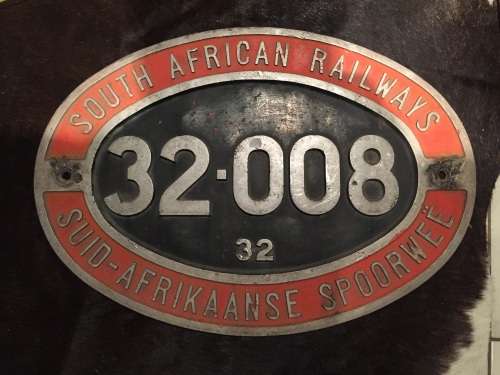 SOUTH AFRICAN RAILWAYS
32·008
32
SUID-AFRIKAANSE SPOORWEË